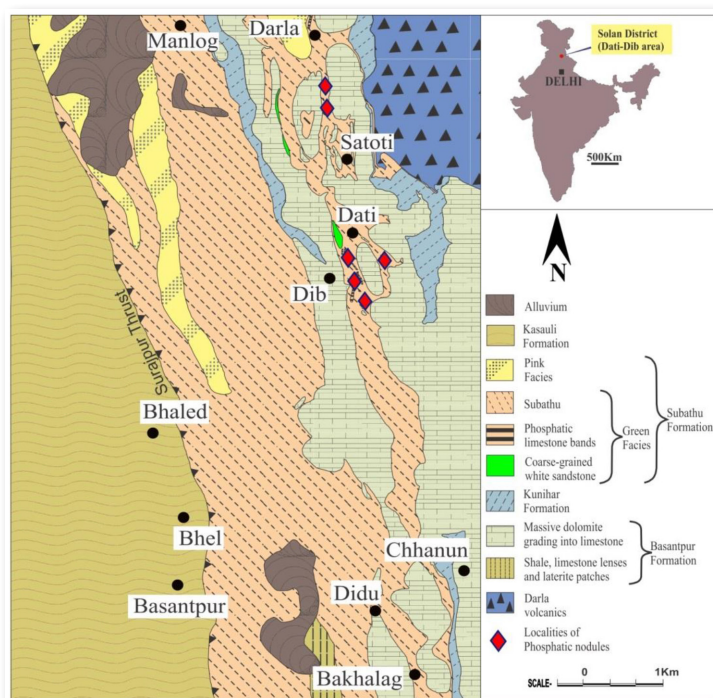 Manlog
Darla
Satoti
Dati
Dib
Surajpur Thrust
Bhaled
Bhel
Basantpur
Chhanun
Didu
Bakhalag
Solan District
(Dati-Dib area)
DELHI
500Km
N
Alluvium
Kasauli
Formation
Pink
Facies
Subathu
Phosphatic
limestone bands
Coarse-grained
white sandstone
Green
Facies
Subathu
Formation
Kunihar
Formation
Massive dolomite
grading into limestone
Shale, limestone lenses
and laterite patches
Basantpur
Formation
Darla
volcanics
Localities of
Phosphatic nodules
SCALE- 0 1Km